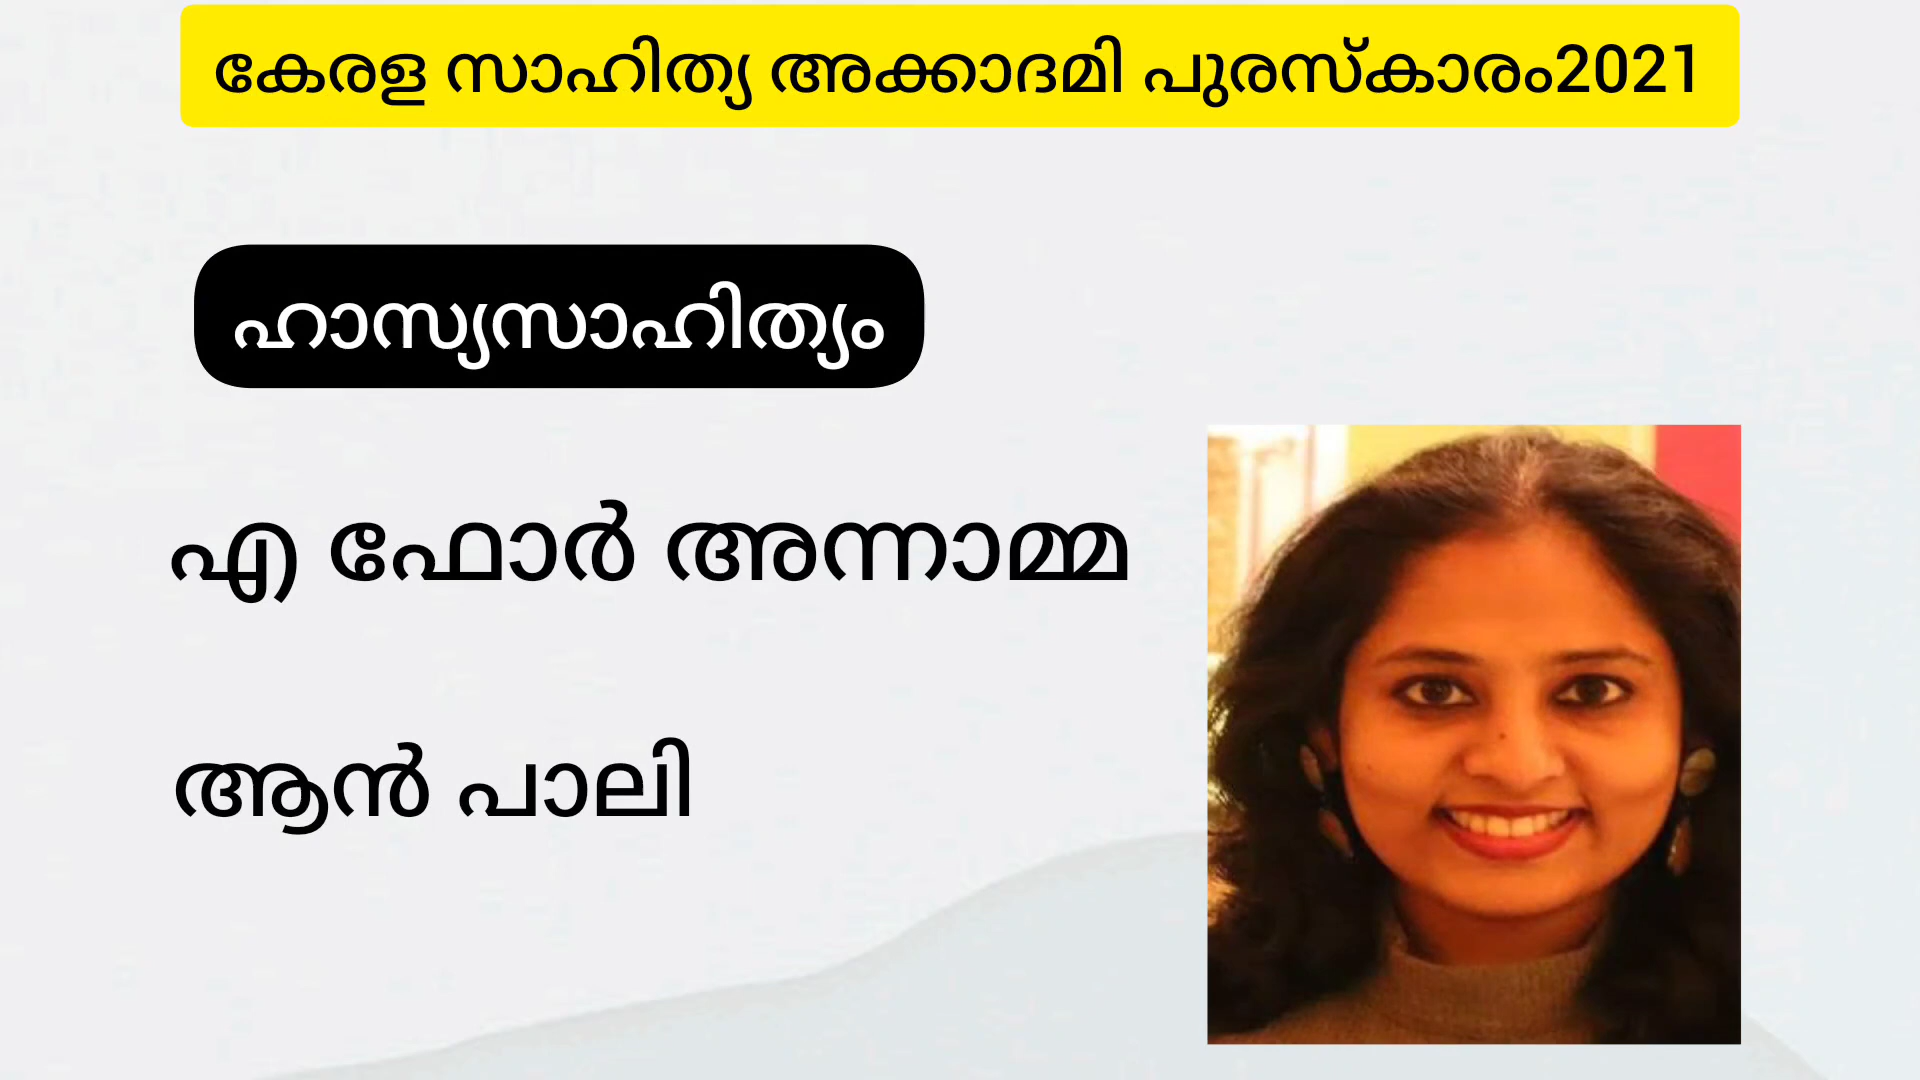 കേരള സാഹിത്യ അക്കാദമി പുരസ്കാരം2021
ഹാസ്യസാഹിത്യം
എ ഫോർ അന്നാമ്മ
ആൻ പാലി